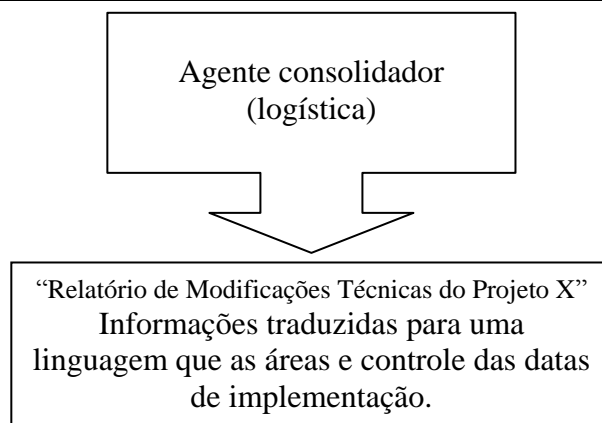 Agente consolidador
(logística)
“Relatório de Modificações Técnicas do Projeto X”
Informações traduzidas para uma
linguagem que as áreas e controle das datas
de implementação.